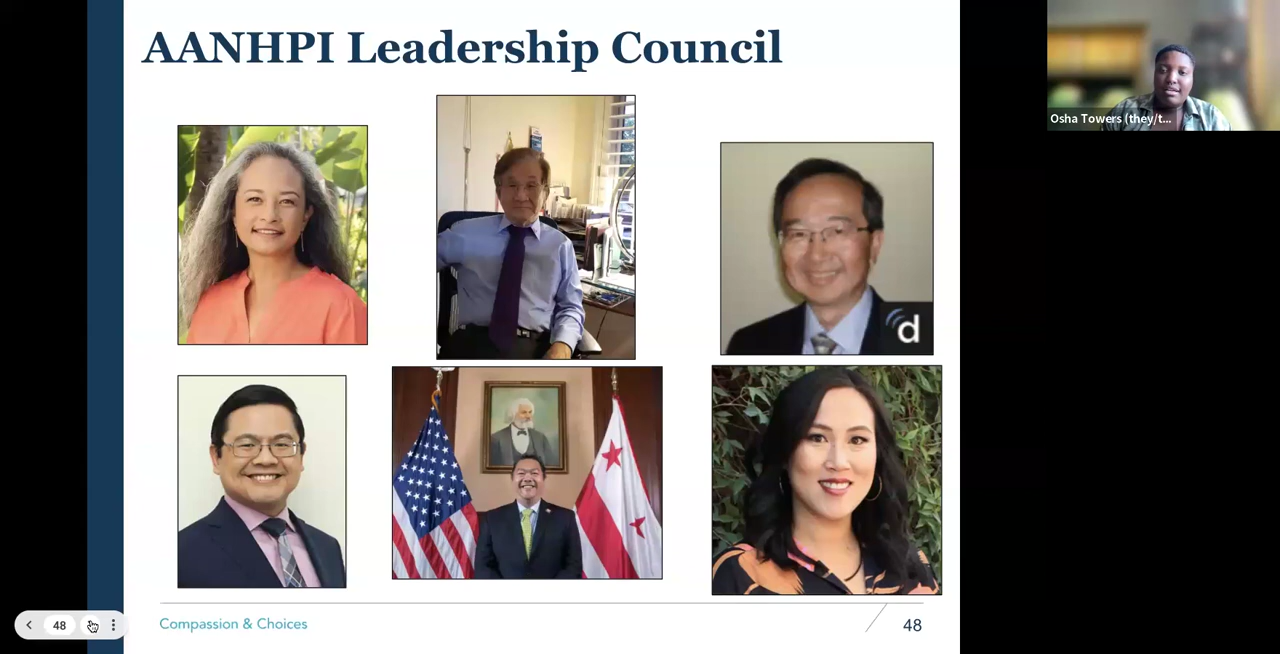 AANHPI Leadership Council
Osha Towers (they/t...
d
48
Compassion & Choices
48